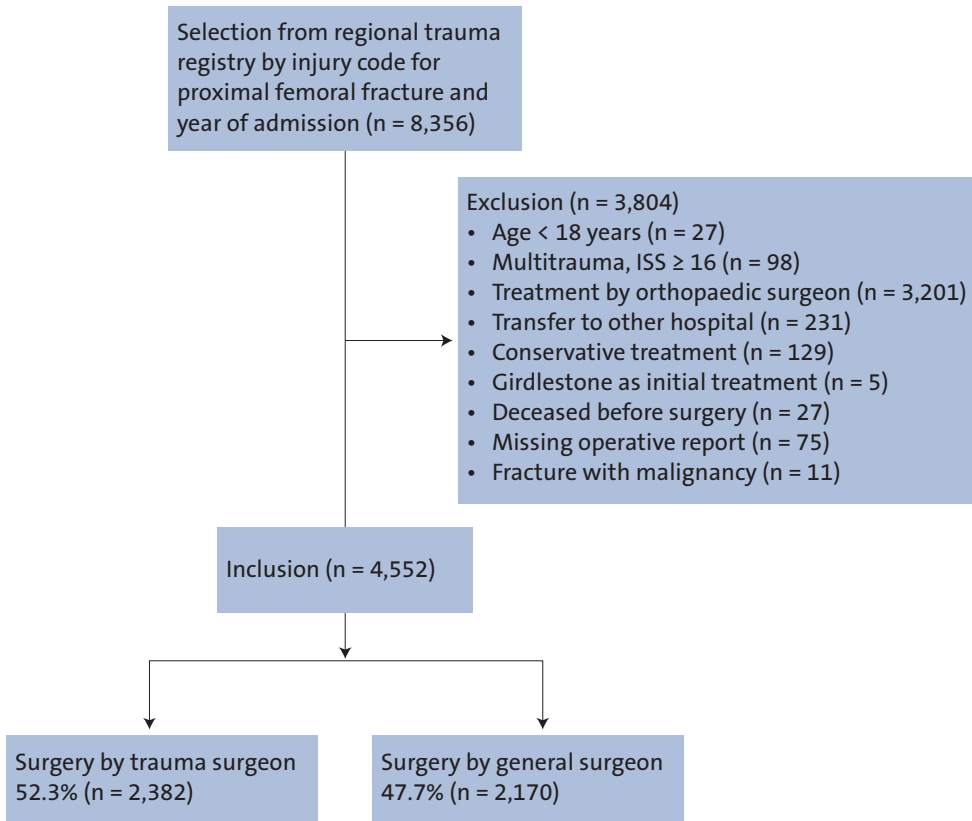 Selection from regional trauma
registry by injury code for
proximal femoral fracture and
year of admission (n = 8,356)
Exclusion (n = 3,804)
• Age < 18 years (n = 27)
• Multitrauma, ISS ≥ 16 (n = 98)
• Treatment by orthopaedic surgeon (n = 3,201)
• Transfer to other hospital (n = 231)
• Conservative treatment (n = 129)
• Girdlestone as initial treatment (n = 5)
• Deceased before surgery (n = 27)
• Missing operative report (n = 75)
• Fracture with malignancy (n = 11)
Inclusion (n = 4,552)
Surgery by trauma surgeon
52.3% (n = 2,382)
Surgery by general surgeon
47.7% (n = 2,170)